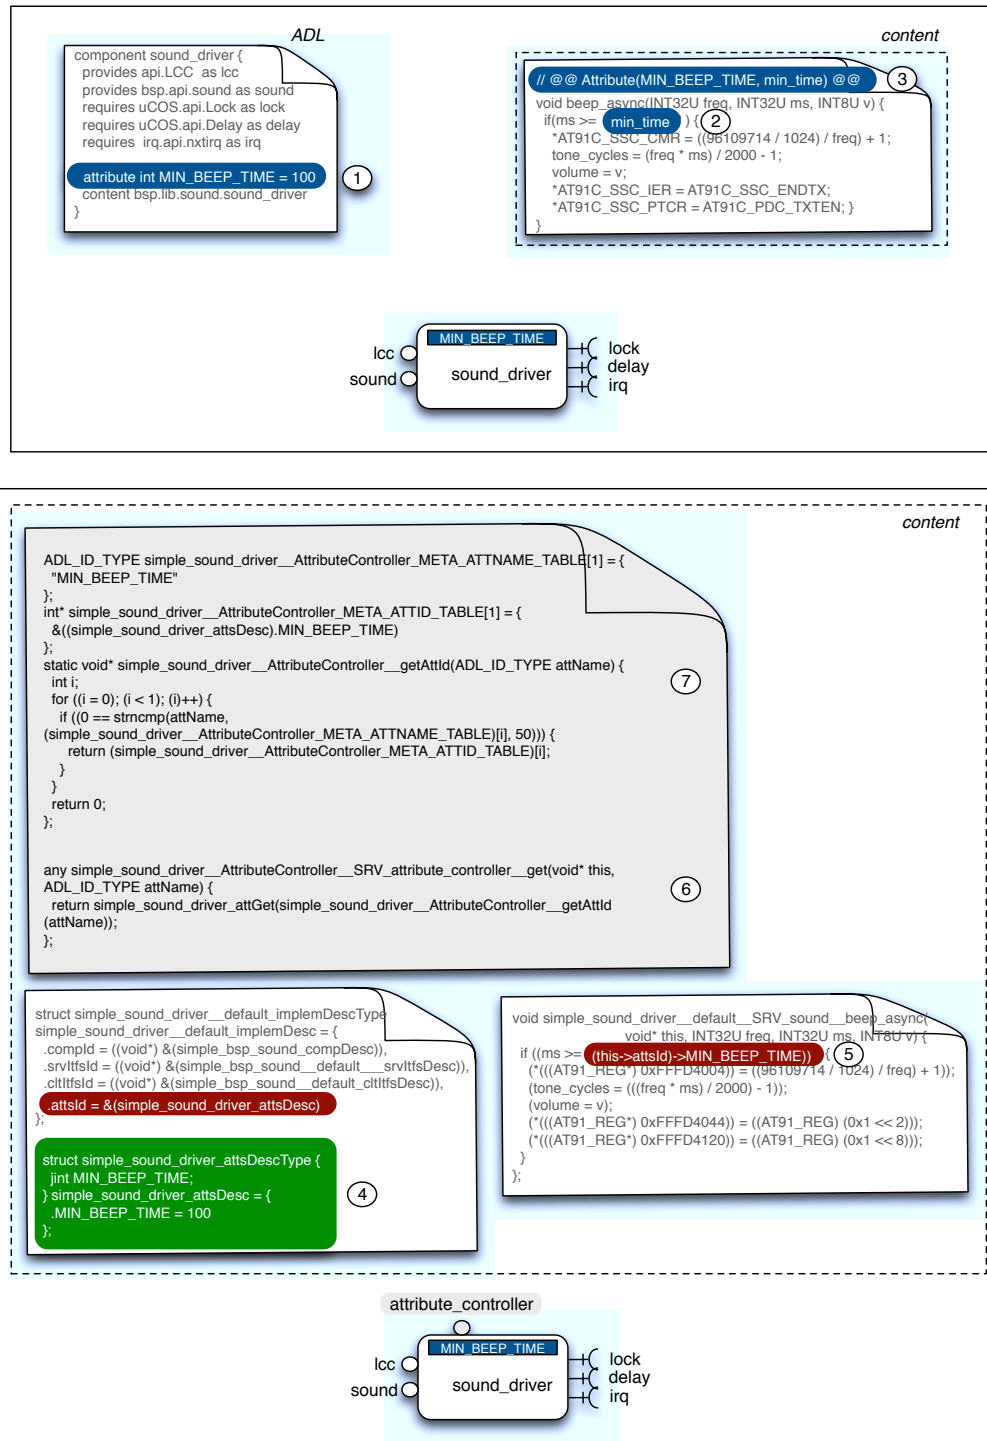 ADL
component sound_driver {
provides api.LCC as lcc
provides bsp.api.sound as sound
requires uCOS.api.Lock as lock
requires uCOS.api.Delay as delay
requires irq.api.nxtirq as irq
attribute int MIN_BEEP_TIME = 100
1
content bsp.lib.sound.sound_driver
}
content
// @@ Attribute(MIN_BEEP_TIME, min_time) @@
3
void beep_async(INT32U freq, INT32U ms, INT8U v) {
if(ms >= min_time ) {
2
*AT91C_SSC_CMR = ((96109714 / 1024) / freq) + 1;
tone_cycles = (freq * ms) / 2000 - 1;
volume = v;
*AT91C_SSC_IER = AT91C_SSC_ENDTX;
*AT91C_SSC_PTCR = AT91C_PDC_TXTEN; }
}
MIN_BEEP_TIME
lcc
sound
sound_driver
lock
delay
irq
content
ADL_ID_TYPE simple_sound_driver__AttributeController_META_ATTNAME_TABLE[1] = {
"MIN_BEEP_TIME"
};
int* simple_sound_driver__AttributeController_META_ATTID_TABLE[1] = {
&((simple_sound_driver_attsDesc).MIN_BEEP_TIME)
};
static void* simple_sound_driver__AttributeController__getAttId(ADL_ID_TYPE attName) {
int i;
for ((i = 0); (i < 1); (i)++) {
if ((0 == strncmp(attName,
(simple_sound_driver__AttributeController_META_ATTNAME_TABLE)[i], 50))) {
return (simple_sound_driver__AttributeController_META_ATTID_TABLE)[i];
}
}
return 0;
};
7
any simple_sound_driver__AttributeController__SRV_attribute_controller__get(void* this,
ADL_ID_TYPE attName) {
return simple_sound_driver_attGet(simple_sound_driver__AttributeController__getAttId
(attName));
};
6
struct simple_sound_driver__default_implemDescType
simple_sound_driver__default_implemDesc = {
.compId = ((void*) &(simple_bsp_sound_compDesc)),
.srvItfsId = ((void*) &(simple_bsp_sound__default___srvItfsDesc)),
.cltItfsId = ((void*) &(simple_bsp_sound__default_cltItfsDesc)),
.attsId = &(simple_sound_driver_attsDesc)
};
struct simple_sound_driver_attsDescType {
jint MIN_BEEP_TIME;
} simple_sound_driver_attsDesc = {
.MIN_BEEP_TIME = 100
};
4
void simple_sound_driver__default__SRV_sound__beep_async(
void* this, INT32U freq, INT32U ms, INT8U v) {
if ((ms >= (this->attsId)->MIN_BEEP_TIME)) {
5
(*(((AT91_REG*) 0xFFFD4004)) = ((96109714 / 1024) / freq) + 1));
(tone_cycles = (((freq * ms) / 2000) - 1));
(volume = v);
(*(((AT91_REG*) 0xFFFD4044)) = ((AT91_REG) (0x1 << 2)));
(*(((AT91_REG*) 0xFFFD4120)) = ((AT91_REG) (0x1 << 8)));
}
};
attribute_controller
MIN_BEEP_TIME
lcc
sound
sound_driver
lock
delay
irq